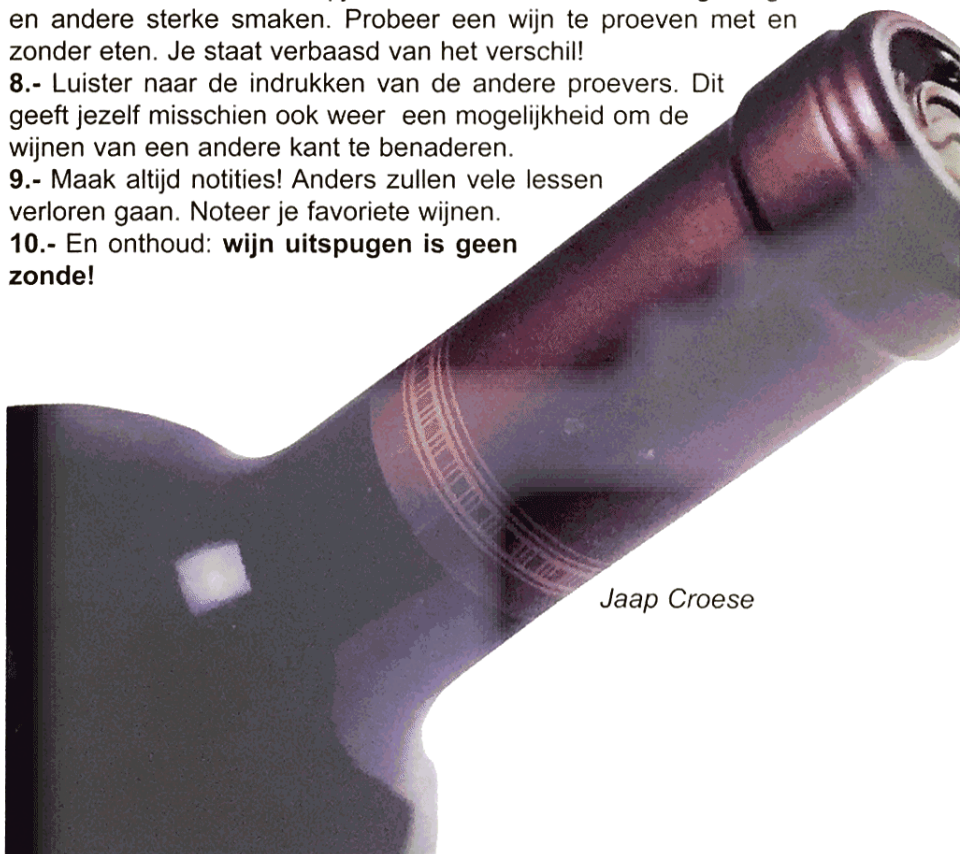 en andere sterke smaken. Probeer een wijn te proeven met en
zonder eten. Je staat verbaasd van het verschil!
8.- Luister naar de indrukken van de andere proevers. Dit
geeft jezelf misschien ook weer een mogelijkheid om de
wijnen van een andere kant te benaderen.
9.- Maak altijd notities! Anders zullen vele lessen
verloren gaan. Noteer je favoriete wijnen.
10.- En onthoud: wijn uitspugen is geen
zonde!
Jaap Croese